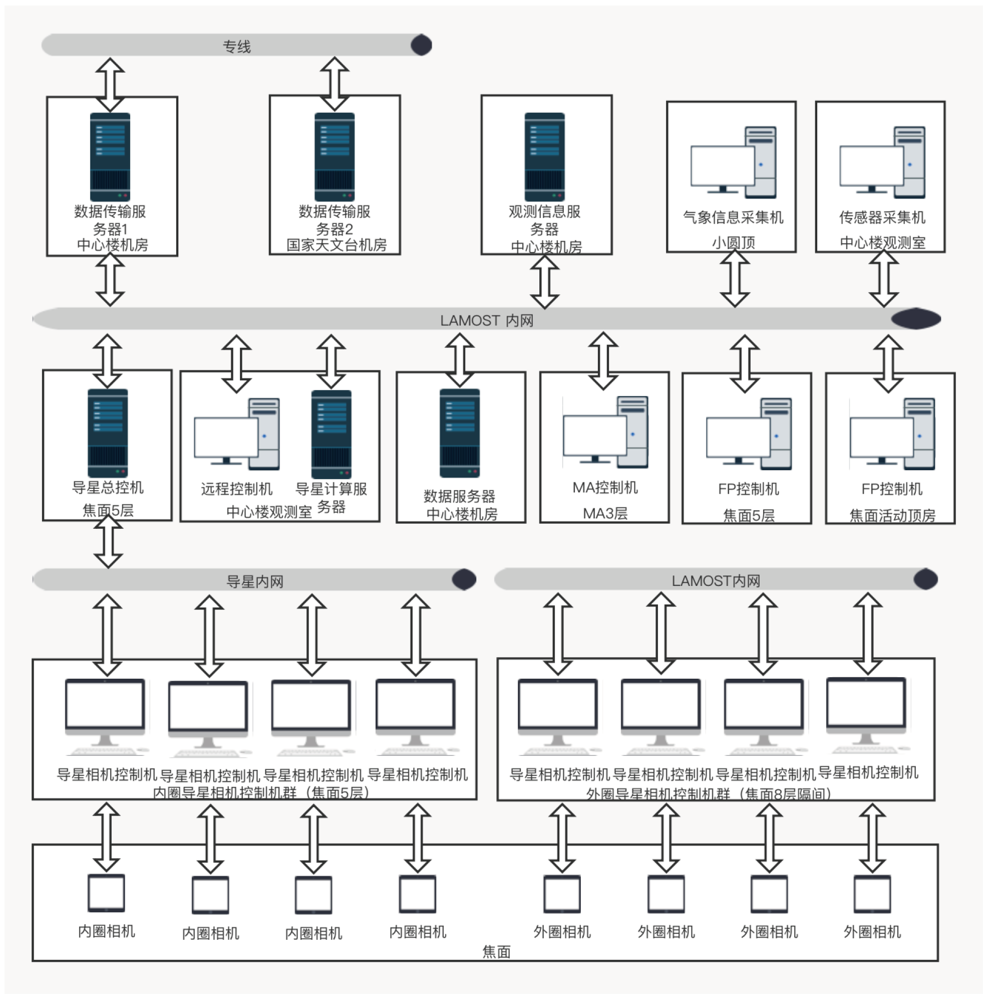 专线
数据传输服
务器1
中心楼机房
数据传输服
务器2
国家天文台机房
观测信息服
务器
中心楼机房
气象信息采集机
小圆顶
传感器采集机
中心楼观测室
LAMOST 内网
导星总控机
焦面5层
远程控制机
导星计算服
务器
中心楼观测室
数据服务器
中心楼机房
MA控制机
MA3层
FP控制机
焦面5层
FP控制机
焦面活动顶房
导星内网
LAMOST内网
导星相机控制机
导星相机控制机
导星相机控制机
导星相机控制机
内圈导星相机控制机群（焦面5层）
导星相机控制机
导星相机控制机
导星相机控制机
导星相机控制机
外圈导星相机控制机群（焦面8层隔间）
内圈相机
内圈相机
内圈相机
内圈相机
外圈相机
外圈相机
外圈相机
外圈相机
焦面